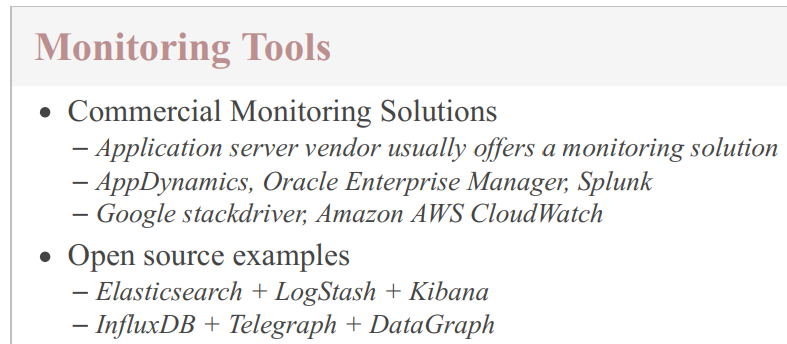 Monitoring Tools
• Commercial Monitoring Solutions
– Application server vendor usually offers a monitoring solution
– AppDynamics, Oracle Enterprise Manager, Splunk
– Google stackdriver, Amazon AWS CloudWatch
• Open source examples
– Elasticsearch + LogStash + Kibana
– InfluxDB + Telegraph + DataGraph